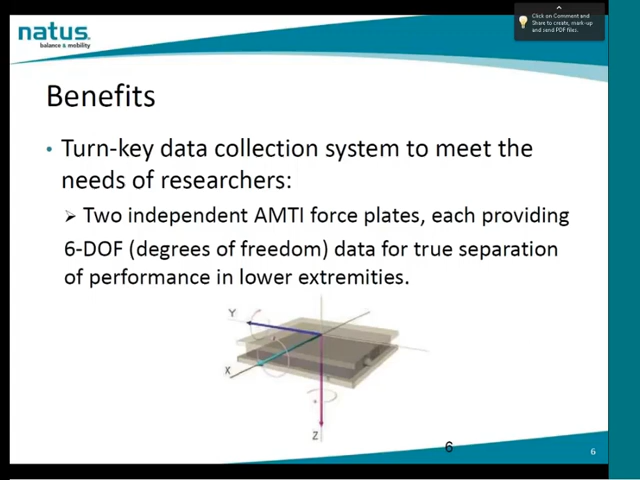 natus.
balance & mobility
Click on Comment and
Share to create, mark-up
and send PDF files.
Benefits
• Turn-key data collection system to meet the
needs of researchers:
➢ Two independent AMTI force plates, each providing
6-DOF (degrees of freedom) data for true separation
of performance in lower extremities.
Y
X
Z
6
6